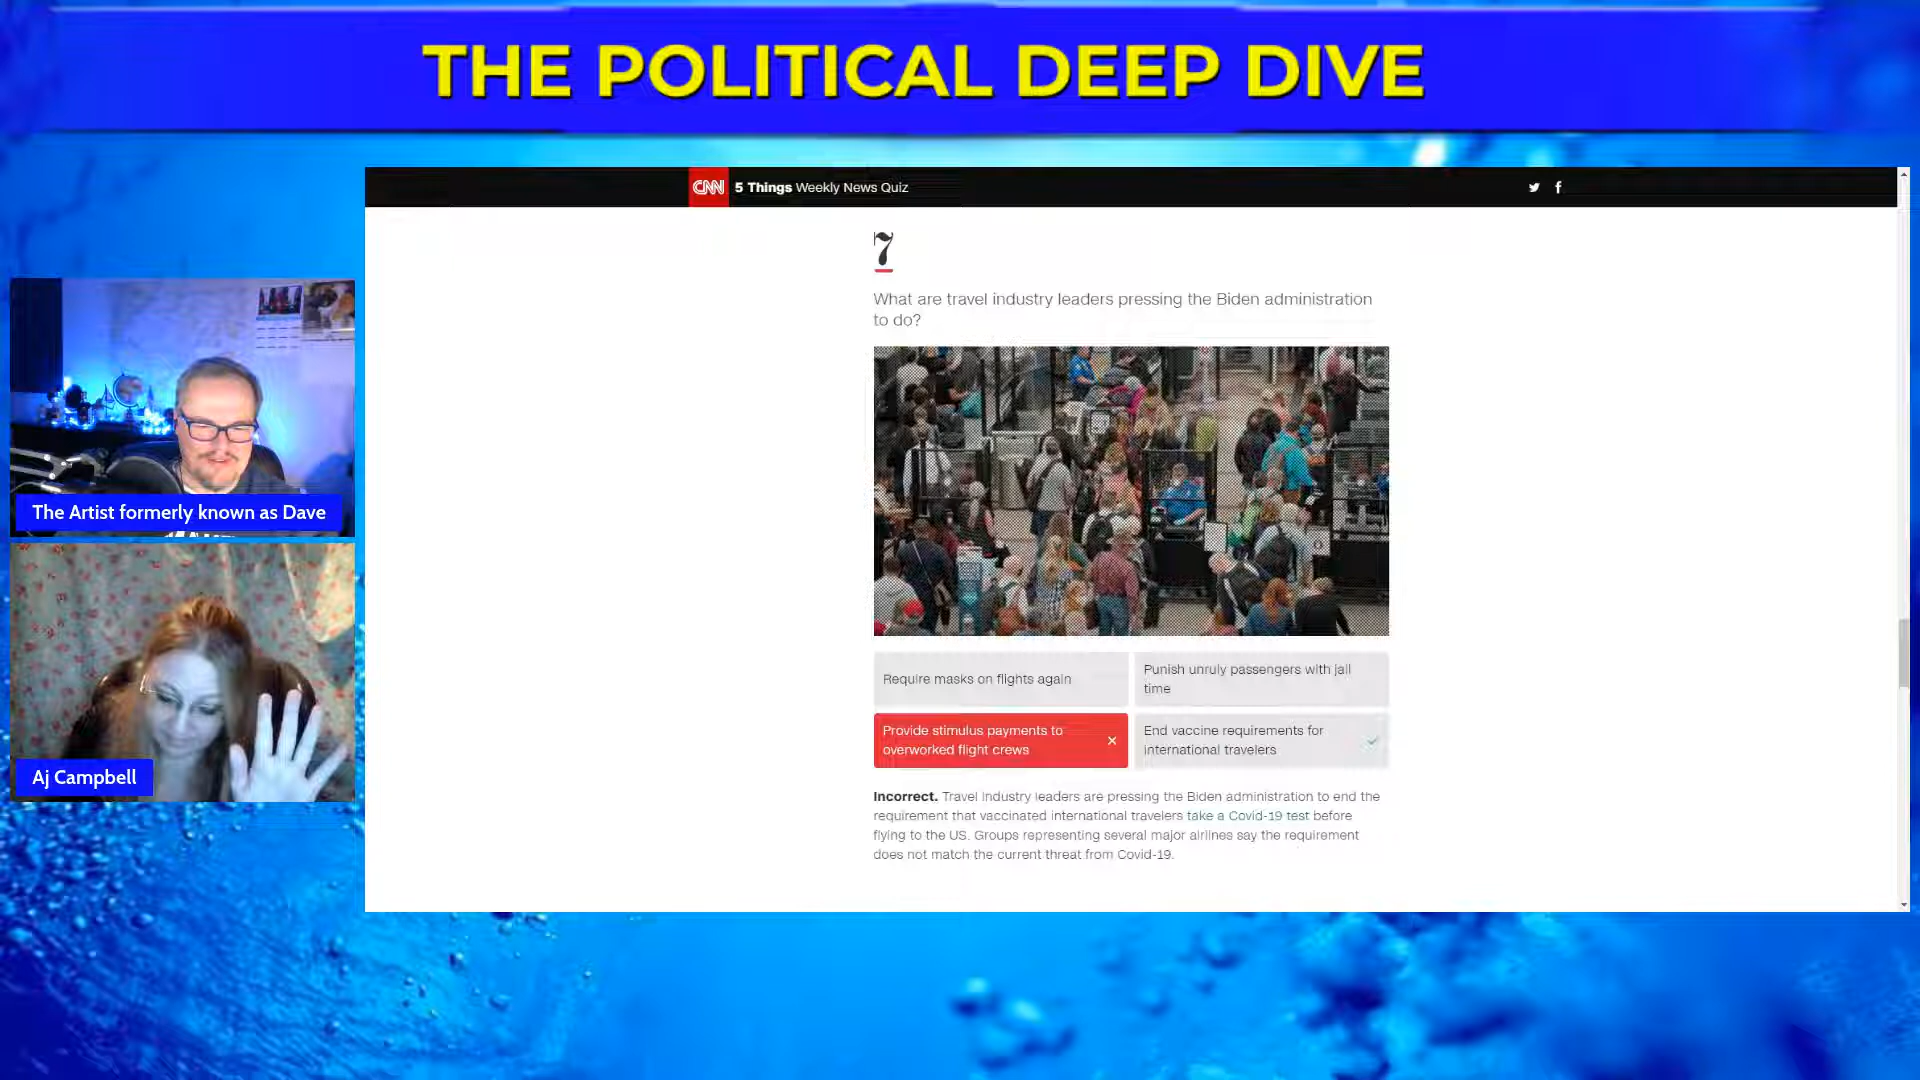 THE POLITICAL DEEP DIVE
CNN 5 Things Weekly News Quiz
7
What are travel industry leaders pressing the Biden administration
to do?
Require masks on flights again
Punish unruly passengers with jail
time
Provide stimulus payments to
overworked flight crews
End vaccine requirements for
international travelers
Incorrect. Travel industry leaders are pressing the Biden administration to end the
requirement that vaccinated international travelers take a Covid-19 test before
flying to the US. Groups representing several major airlines say the requirement
does not match the current threat from Covid-19.
The Artist formerly known as Dave
Aj Campbell